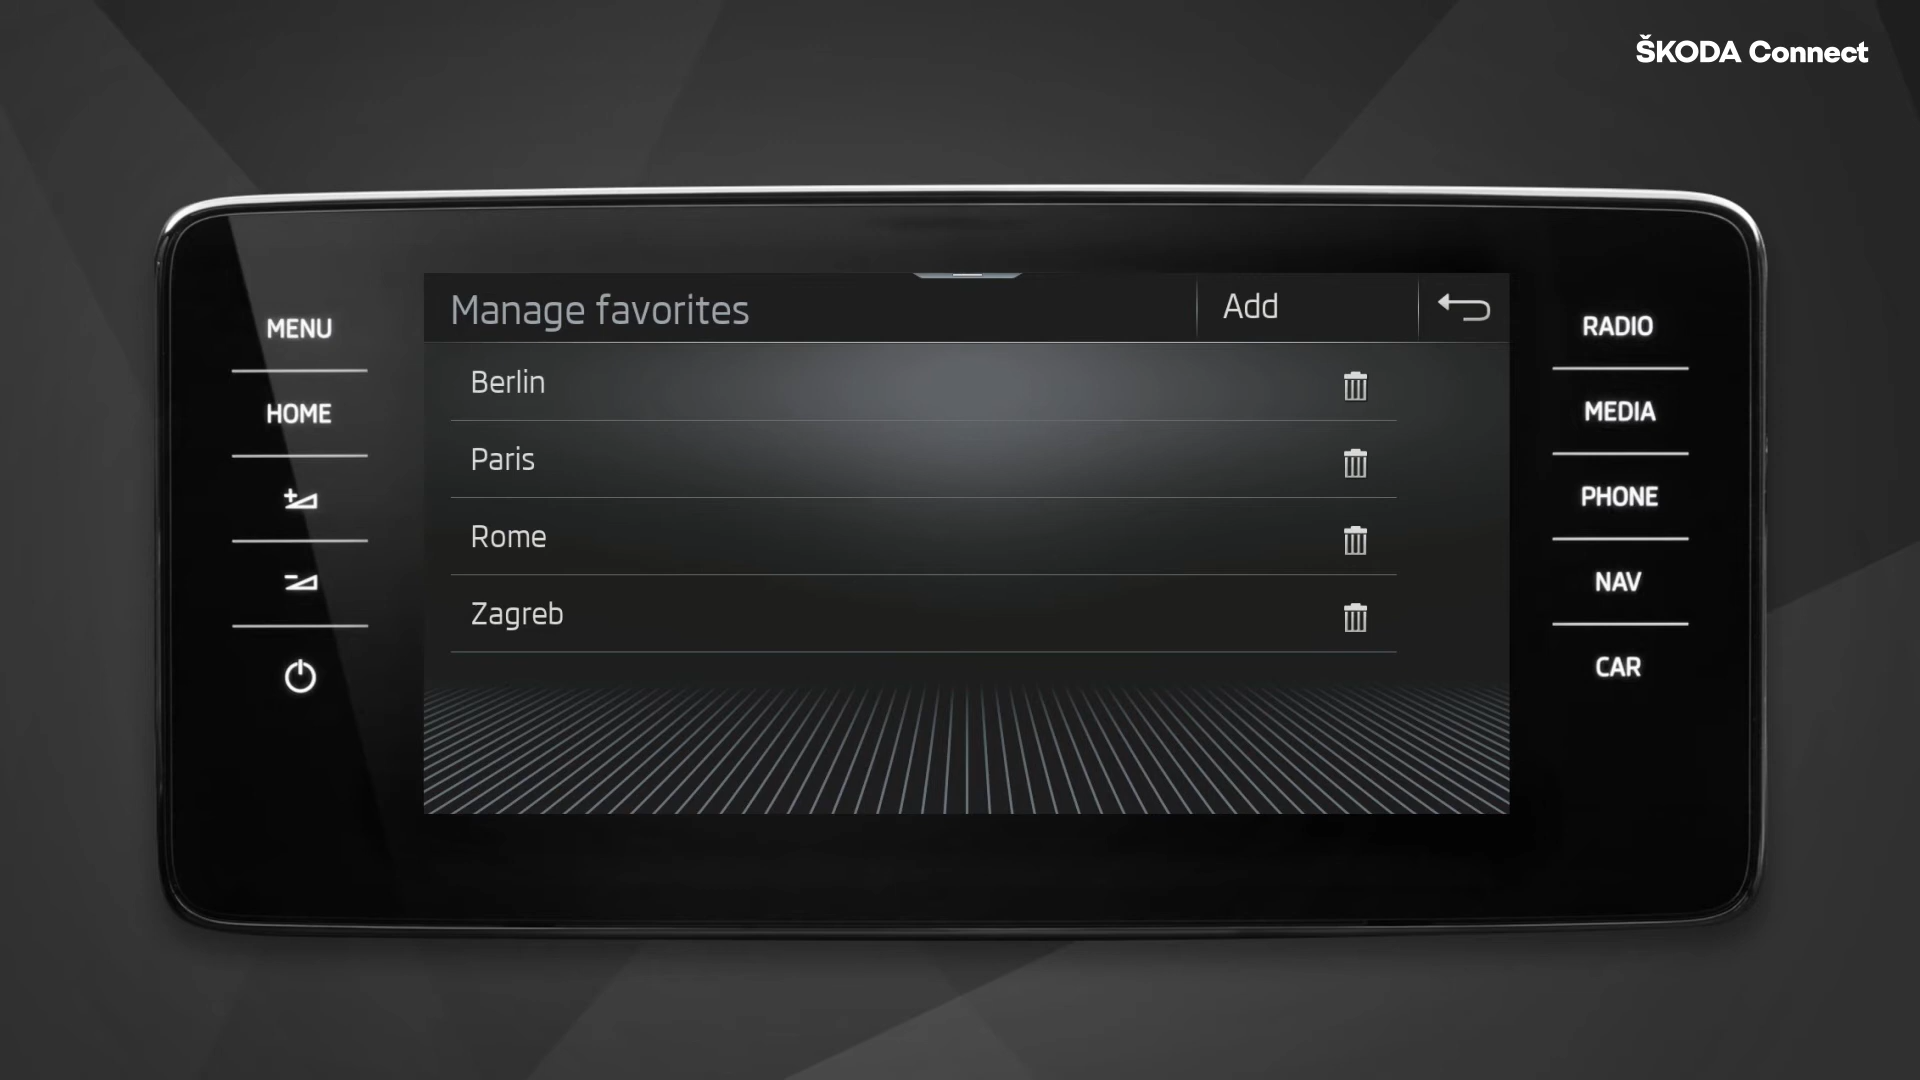 ŠKODA Connect
Manage favorites
Add
MENU
HOME
Berlin
Paris
Rome
Zagreb
RADIO
MEDIA
PHONE
NAV
CAR